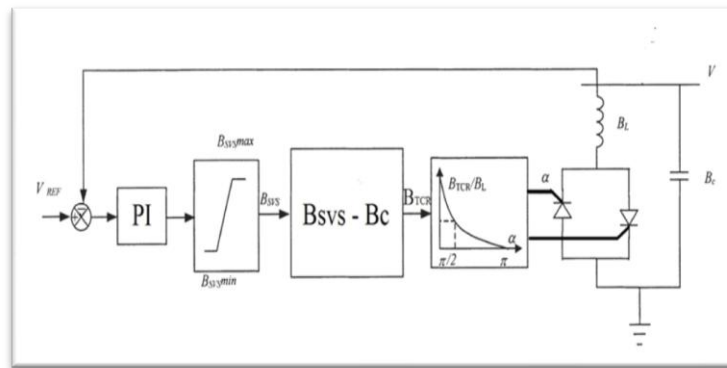 V
B_L
B_SVS max
α
B_c
V_REF
PI
B_SVS
Bsvs - Bc
B_TCR
B_TCR/B_L
α
π/2
π
B_SVS min